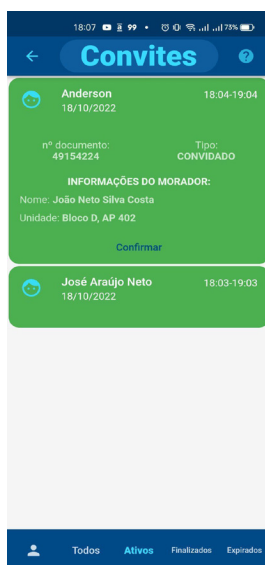 18:07 99 73%
Convites ?
Anderson 18:04-19:04
18/10/2022
nº documento: Tipo:
49154224 CONVIDADO
INFORMAÇÕES DO MORADOR:
Nome: João Neto Silva Costa
Unidade: Bloco D, AP 402
Confirmar
José Araújo Neto 18:03-19:03
18/10/2022
Todos Ativos Finalizados Expirados